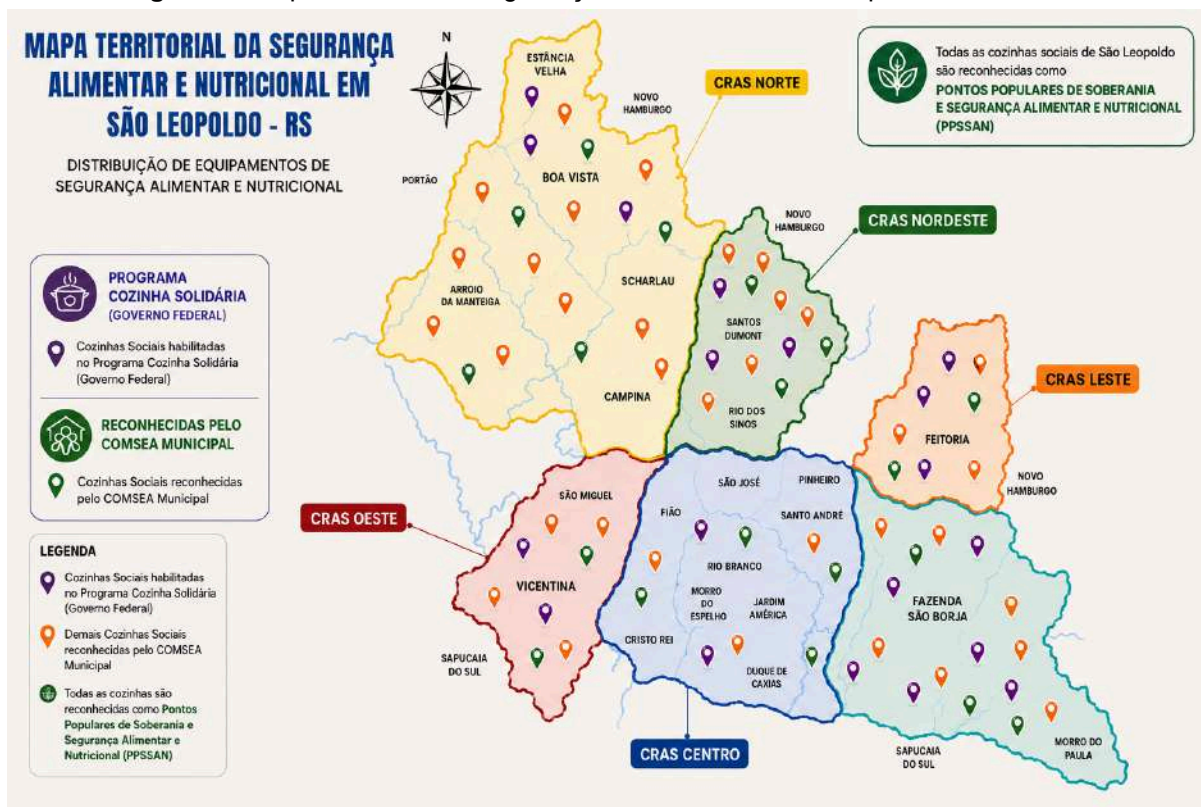 MAPA TERRITORIAL DA SEGURANÇA
ALIMENTAR E NUTRICIONAL EM
SÃO LEOPOLDO - RS
DISTRIBUIÇÃO DE EQUIPAMENTOS DE
SEGURANÇA ALIMENTAR E NUTRICIONAL
N
Todas as cozinhas sociais de São Leopoldo
são reconhecidas como
PONTOS POPULARES DE SOBERANIA
E SEGURANÇA ALIMENTAR E NUTRICIONAL
(PPSSAN)
PROGRAMA
COZINHA SOLIDÁRIA
(GOVERNO FEDERAL)
Cozinhas Sociais habilitadas
no Programa Cozinha Solidária
(Governo Federal)
RECONHECIDAS PELO
COMSEA MUNICIPAL
Cozinhas Sociais reconhecidas
pelo COMSEA Municipal
LEGENDA
Cozinhas Sociais habilitadas
no Programa Cozinha Solidária
(Governo Federal)
Demais Cozinhas Sociais
reconhecidas pelo COMSEA
Municipal
Todas as cozinhas são
reconhecidas como Pontos
Populares de Soberania e
Segurança Alimentar e
Nutricional (PPSSAN)
ESTÂNCIA
VELHA
NOVO
HAMBURGO
CRAS NORTE
PORTÃO
BOA VISTA
ARROIO
DA MANTEIGA
SCHARLAU
CAMPINA
NOVO
HAMBURGO
CRAS NORDESTE
SANTOS
DUMONT
RIO DOS
SINOS
CRAS LESTE
FEITORIA
NOVO
HAMBURGO
CRAS OESTE
SÃO MIGUEL
VICENTINA
SAPUCAIA
DO SUL
SÃO JOSÉ
PINHEIRO
FIÃO
SANTO ANDRÉ
RIO BRANCO
MORRO
DO
ESPELHO
JARDIM
AMÉRICA
CRISTO REI
DUQUE DE
CAXIAS
CRAS CENTRO
FAZENDA
SÃO BORJA
SAPUCAIA
DO SUL
MORRO DO
PAULA